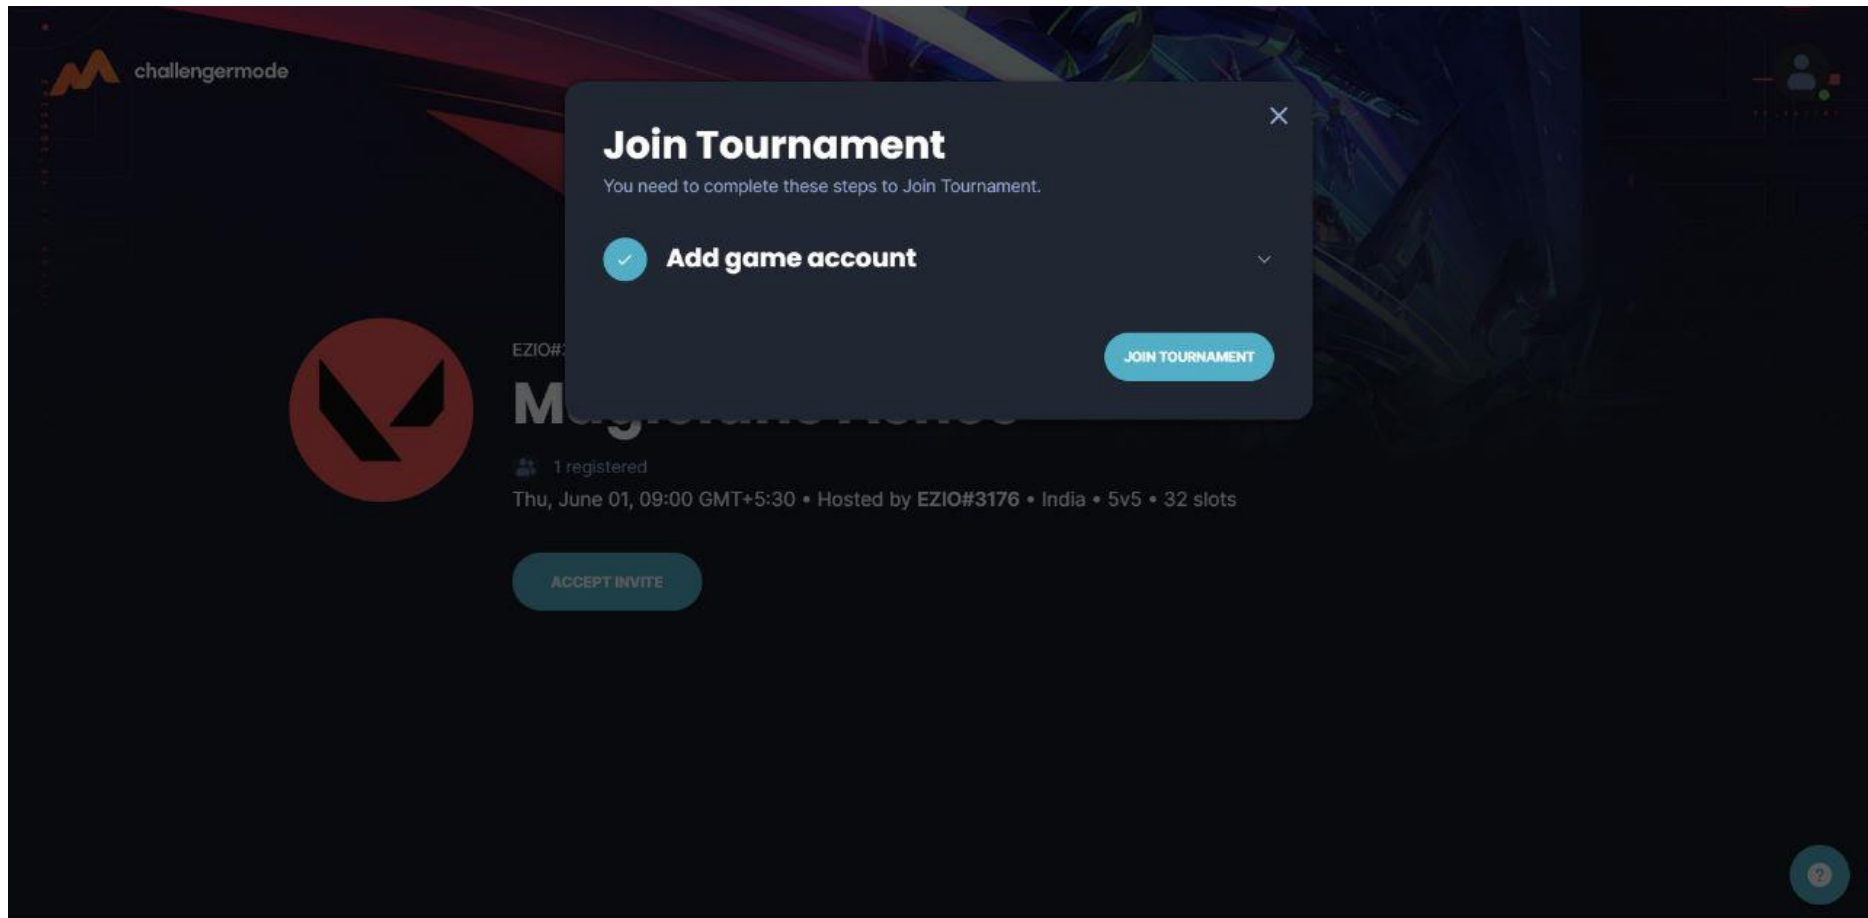 challengermode
Join Tournament
You need to complete these steps to Join Tournament.
Add game account
JOIN TOURNAMENT
EZIO#
1 registered
Thu, June 01, 09:00 GMT+5:30 • Hosted by EZIO#3176 • India • 5v5 • 32 slots
ACCEPT INVITE
?